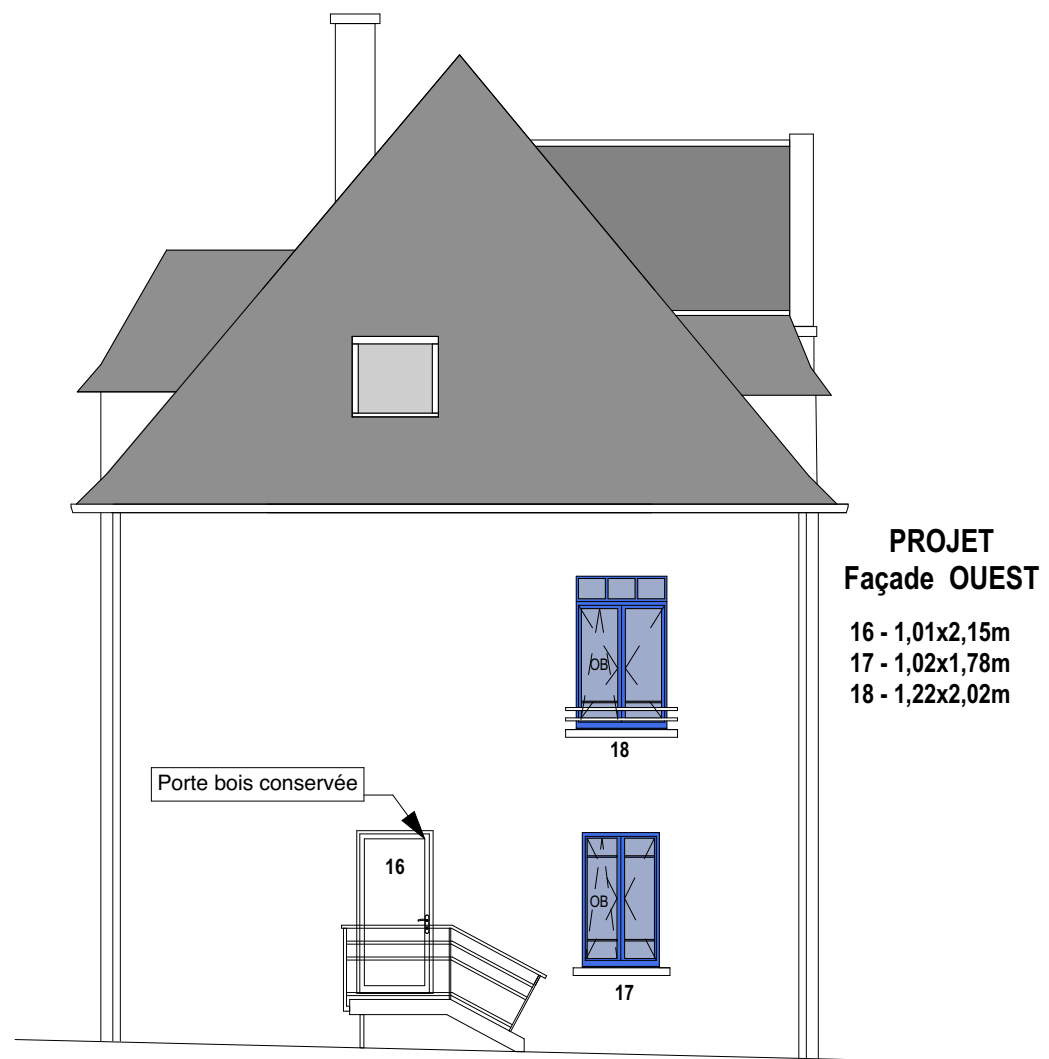 PROJET
Façade OUEST
16 - 1,01x2,15m
17 - 1,02x1,78m
18 - 1,22x2,02m
OB
18
Porte bois conservée
16
OB
17